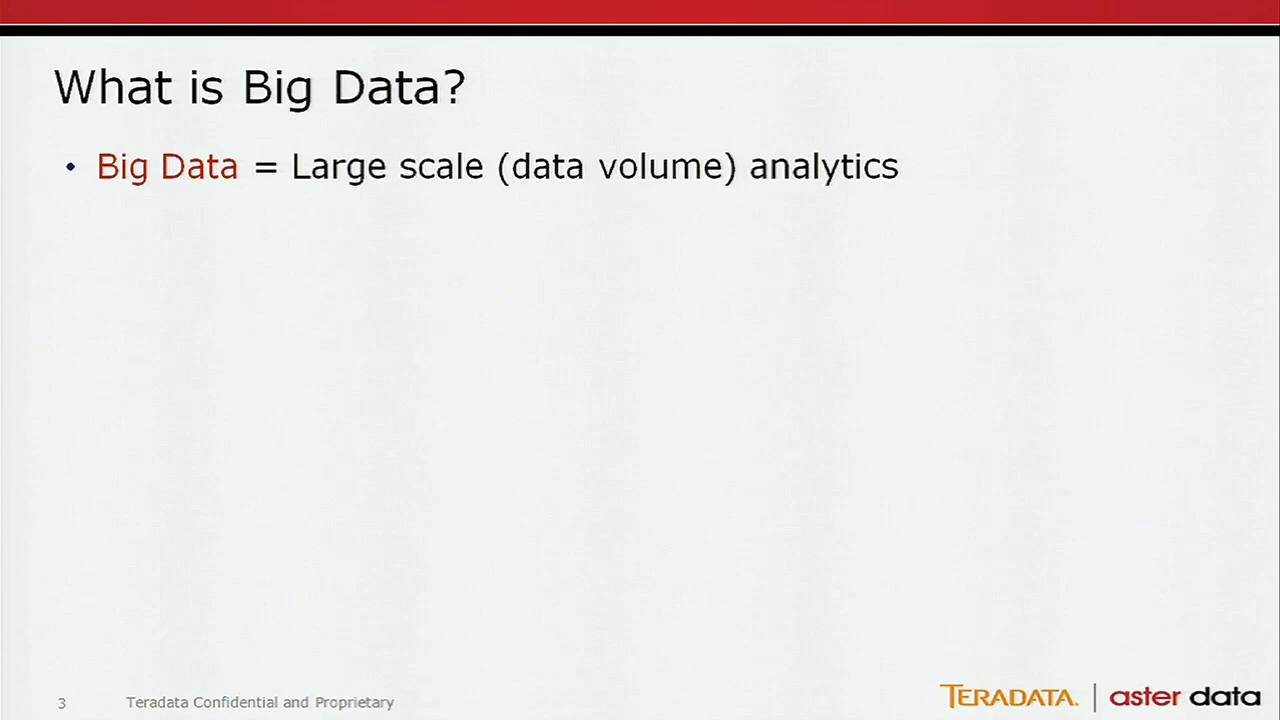 What is Big Data?
• Big Data = Large scale (data volume) analytics
3 Teradata Confidential and Proprietary
TERADATA. | aster data